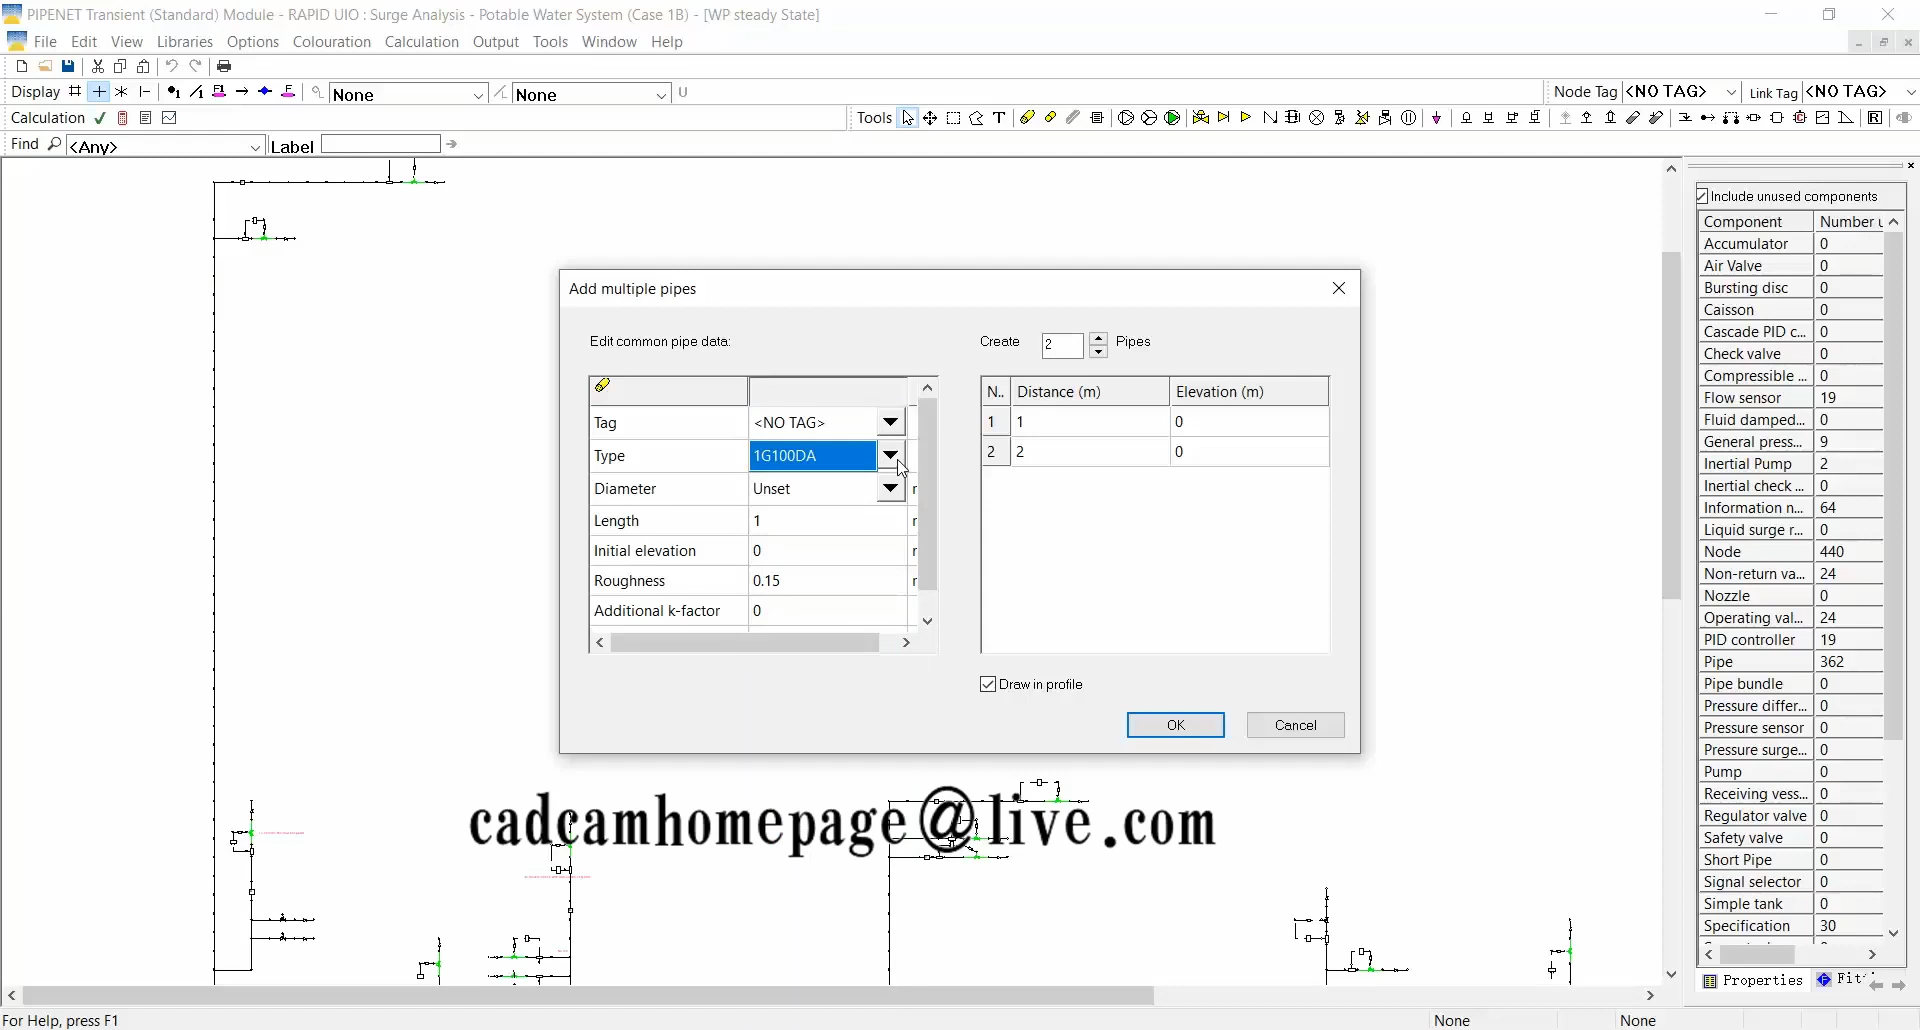 PIPENET Transient (Standard) Module - RAPID UIO : Surge Analysis - Potable Water System (Case 1B) - [WP steady State]
File Edit View Libraries Options Colouration Calculation Output Tools Window Help
Display None None U Node Tag <NO TAG> Link Tag <NO TAG>
Calculation Tools
Find <Any> Label
Add multiple pipes
Edit common pipe data:
Create 2 Pipes
Tag <NO TAG>
Type 1G100DA
Diameter Unset
Length 1
Initial elevation 0
Roughness 0.15
Additional k-factor 0
N.. Distance (m) Elevation (m)
1 1 0
2 2 0
Draw in profile
OK Cancel
cadcamhomepage@live.com
Include unused components
Component Number u
Accumulator 0
Air Valve 0
Bursting disc 0
Caisson 0
Cascade PID c... 0
Check valve 0
Compressible ... 0
Flow sensor 19
Fluid damped... 0
General press... 9
Inertial Pump 2
Inertial check ... 0
Information n... 64
Liquid surge r... 0
Node 440
Non-return va... 24
Nozzle 0
Operating val... 24
PID controller 19
Pipe 362
Pipe bundle 0
Pressure differ... 0
Pressure sensor 0
Pressure surge... 0
Pump 0
Receiving vess... 0
Regulator valve 0
Safety valve 0
Short Pipe 0
Signal selector 0
Simple tank 0
Specification 30
Properties Fit
For Help, press F1 None None